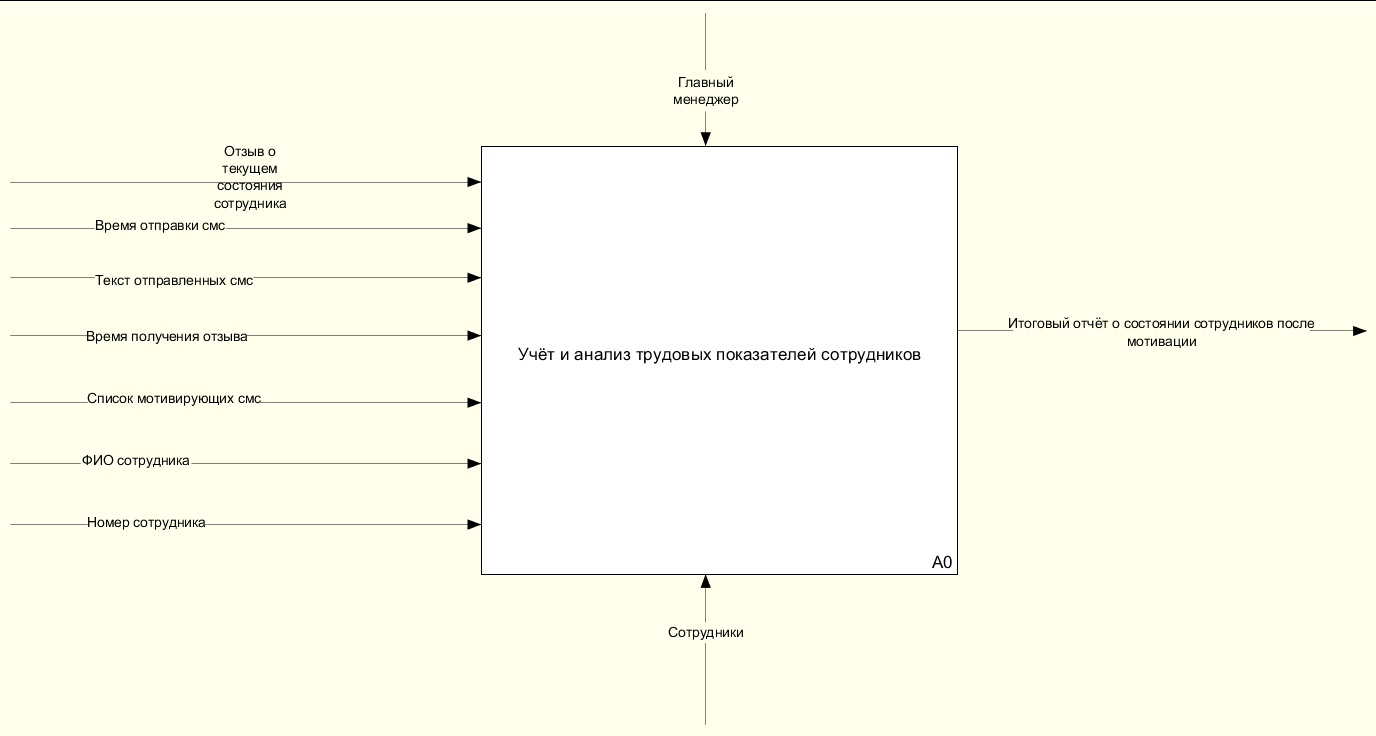 Главный
менеджер
Отзыв о
текущем
состояния
сотрудника
Время отправки смс
Текст отправленных смс
Время получения отзыва
Список мотивирующих смс
ФИО сотрудника
Номер сотрудника
Учёт и анализ трудовых показателей сотрудников
A0
Итоговый отчёт о состоянии сотрудников после
мотивации
Сотрудники